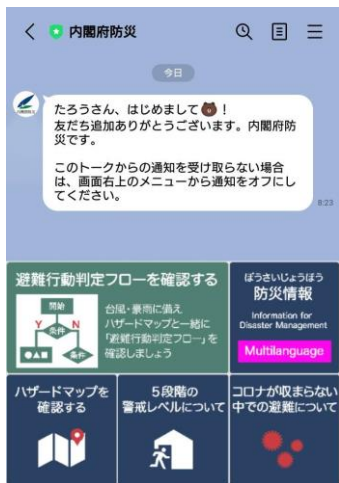 内閣府防災
今日
たろうさん、はじめまして🐻!
友だち追加ありがとうございます。内閣府防
災です。
このトークからの通知を受け取らない場合
は、画面右上のメニューから通知をオフにし
てください。
8:23
避難行動判定フローを確認する
開始
Y
N
条件
条件
台風・豪雨に備え
ハザードマップと一緒に
「避難行動判定フロー」を
確認しましょう
ぼうさいじょうほう
防災情報
Information for
Disaster Management
Multilanguage
ハザードマップを
確認する
5段階の
警戒レベルについて
コロナが収まらない
中での避難について